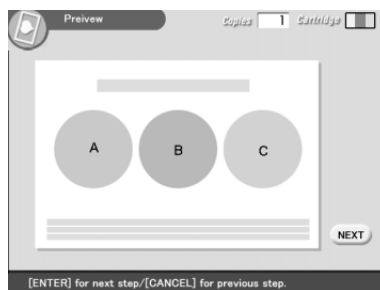 Preivew
Copies 1 Cartridge
A B C
NEXT
[ENTER] for next step/[CANCEL] for previous step.